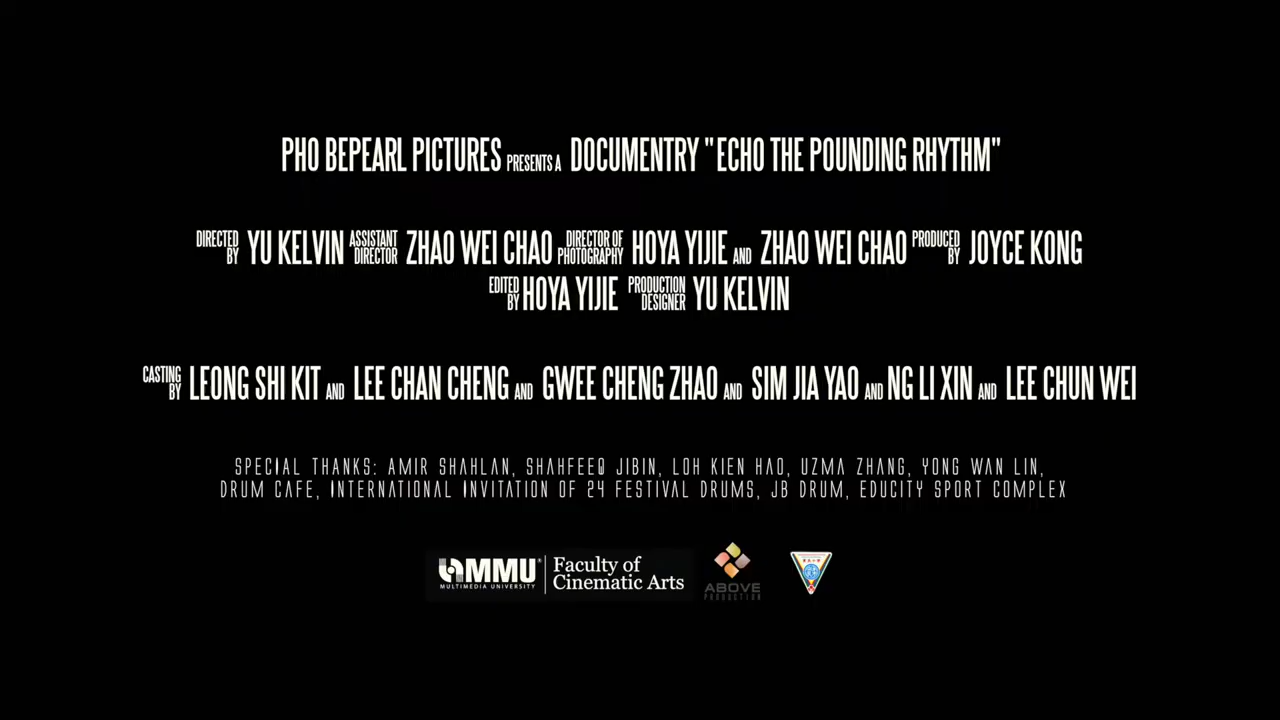 PHO BEPEARL PICTURES PRESENTS A DOCUMENTRY "ECHO THE POUNDING RHYTHM"
DIRECTED BY YU KELVIN ASSISTANT DIRECTOR ZHAO WEI CHAO DIRECTOR OF PHOTOGRAPHY HOYA YIJIE AND ZHAO WEI CHAO PRODUCED BY JOYCE KONG
EDITED BY HOYA YIJIE PRODUCTION DESIGNER YU KELVIN
CASTING BY LEONG SHI KIT AND LEE CHAN CHENG AND GWEE CHENG ZHAO AND SIM JIA YAO AND NG LI XIN AND LEE CHUN WEI
SPECIAL THANKS: AMIR SHAHLAN, SHAHFEEQ JIBIN, LOH KIEN HAO, UZMA ZHANG, YONG WAN LIN,
DRUM CAFE, INTERNATIONAL INVITATION OF 24 FESTIVAL DRUMS, JB DRUM, EDUCITY SPORT COMPLEX
MMU®
MULTIMEDIA UNIVERSITY
Faculty of
Cinematic Arts
ABOVE
PRODUCTION